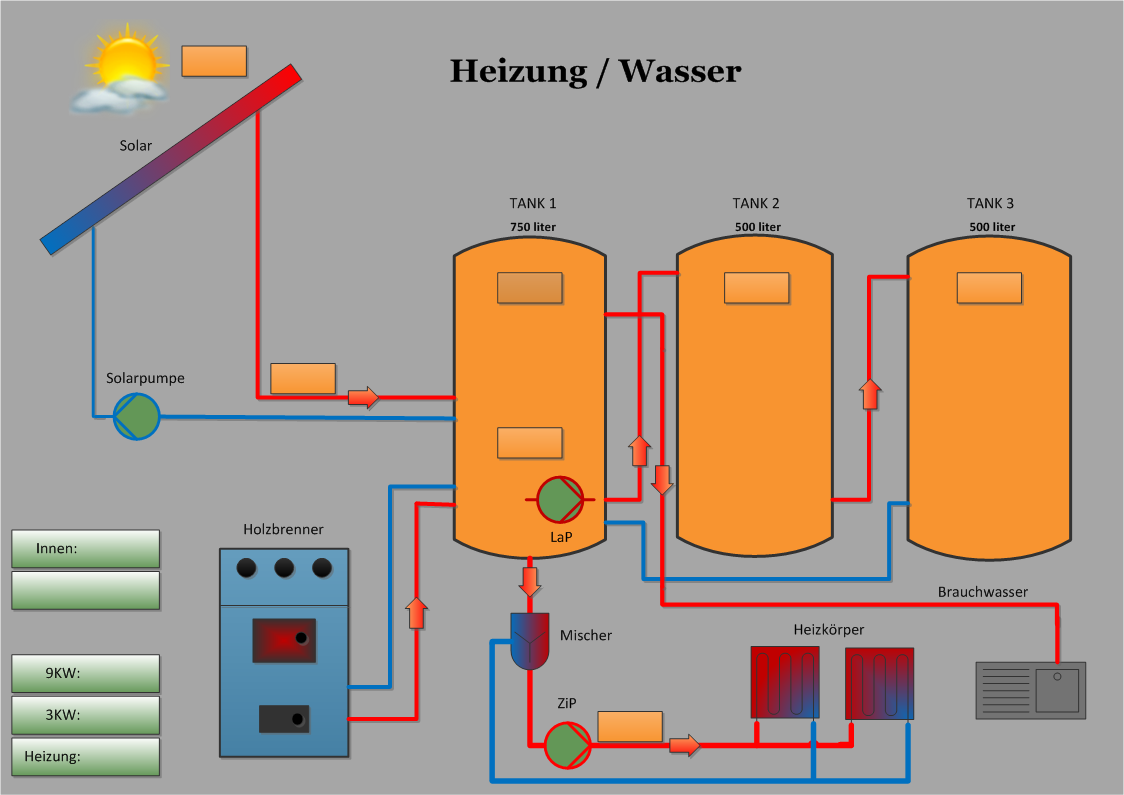 Heizung / Wasser
Solar
TANK 1
750 liter
TANK 2
500 liter
TANK 3
500 liter
Solarpumpe
LaP
Holzbrenner
Innen:
Brauchwasser
Mischer
Heizkörper
9KW:
ZiP
3KW:
Heizung: